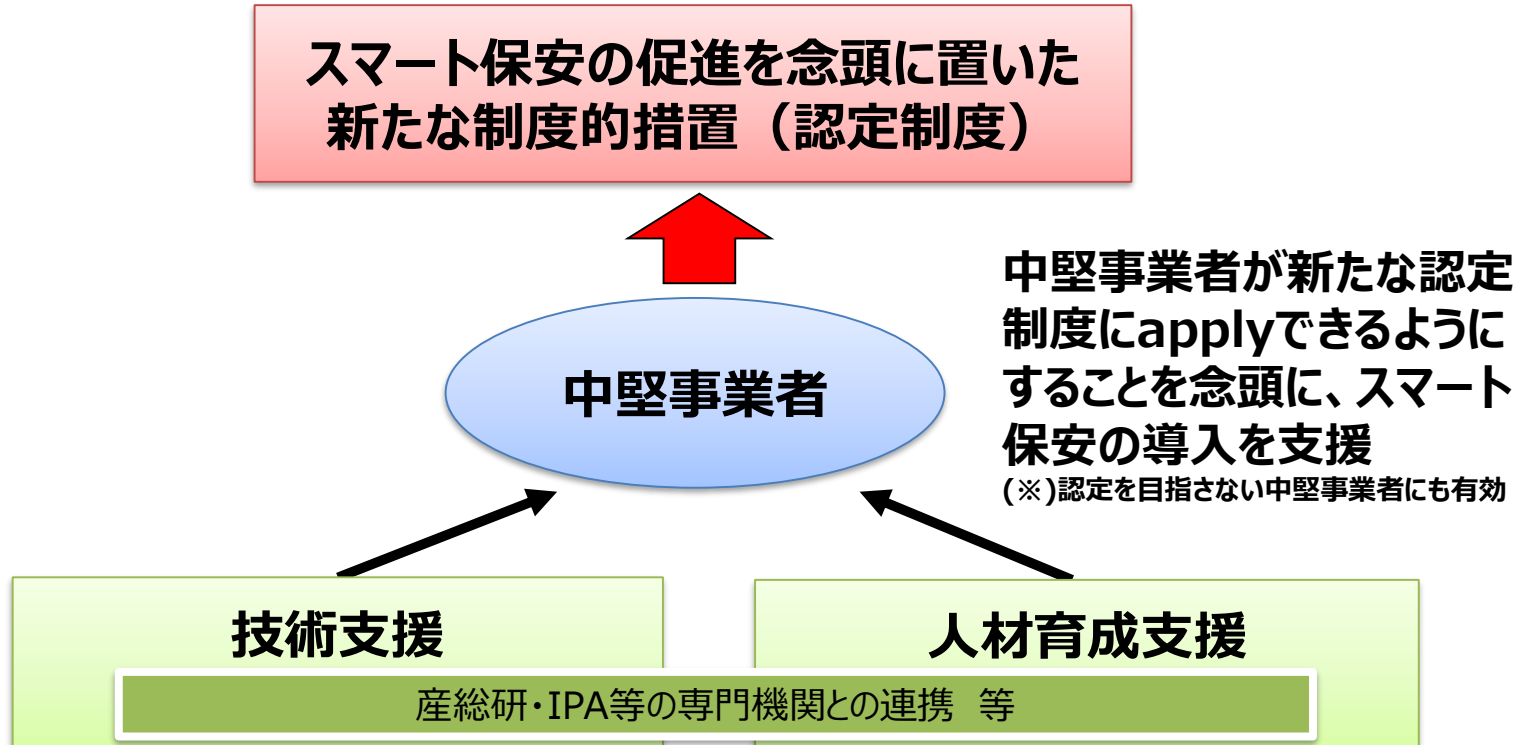 スマート保安の促進を念頭に置いた
新たな制度的措置（認定制度）
中堅事業者が新たな認定
制度にapplyできるように
することを念頭に、スマート
保安の導入を支援
(※)認定を目指さない中堅事業者にも有効
中堅事業者
技術支援
人材育成支援
産総研・IPA等の専門機関との連携　等